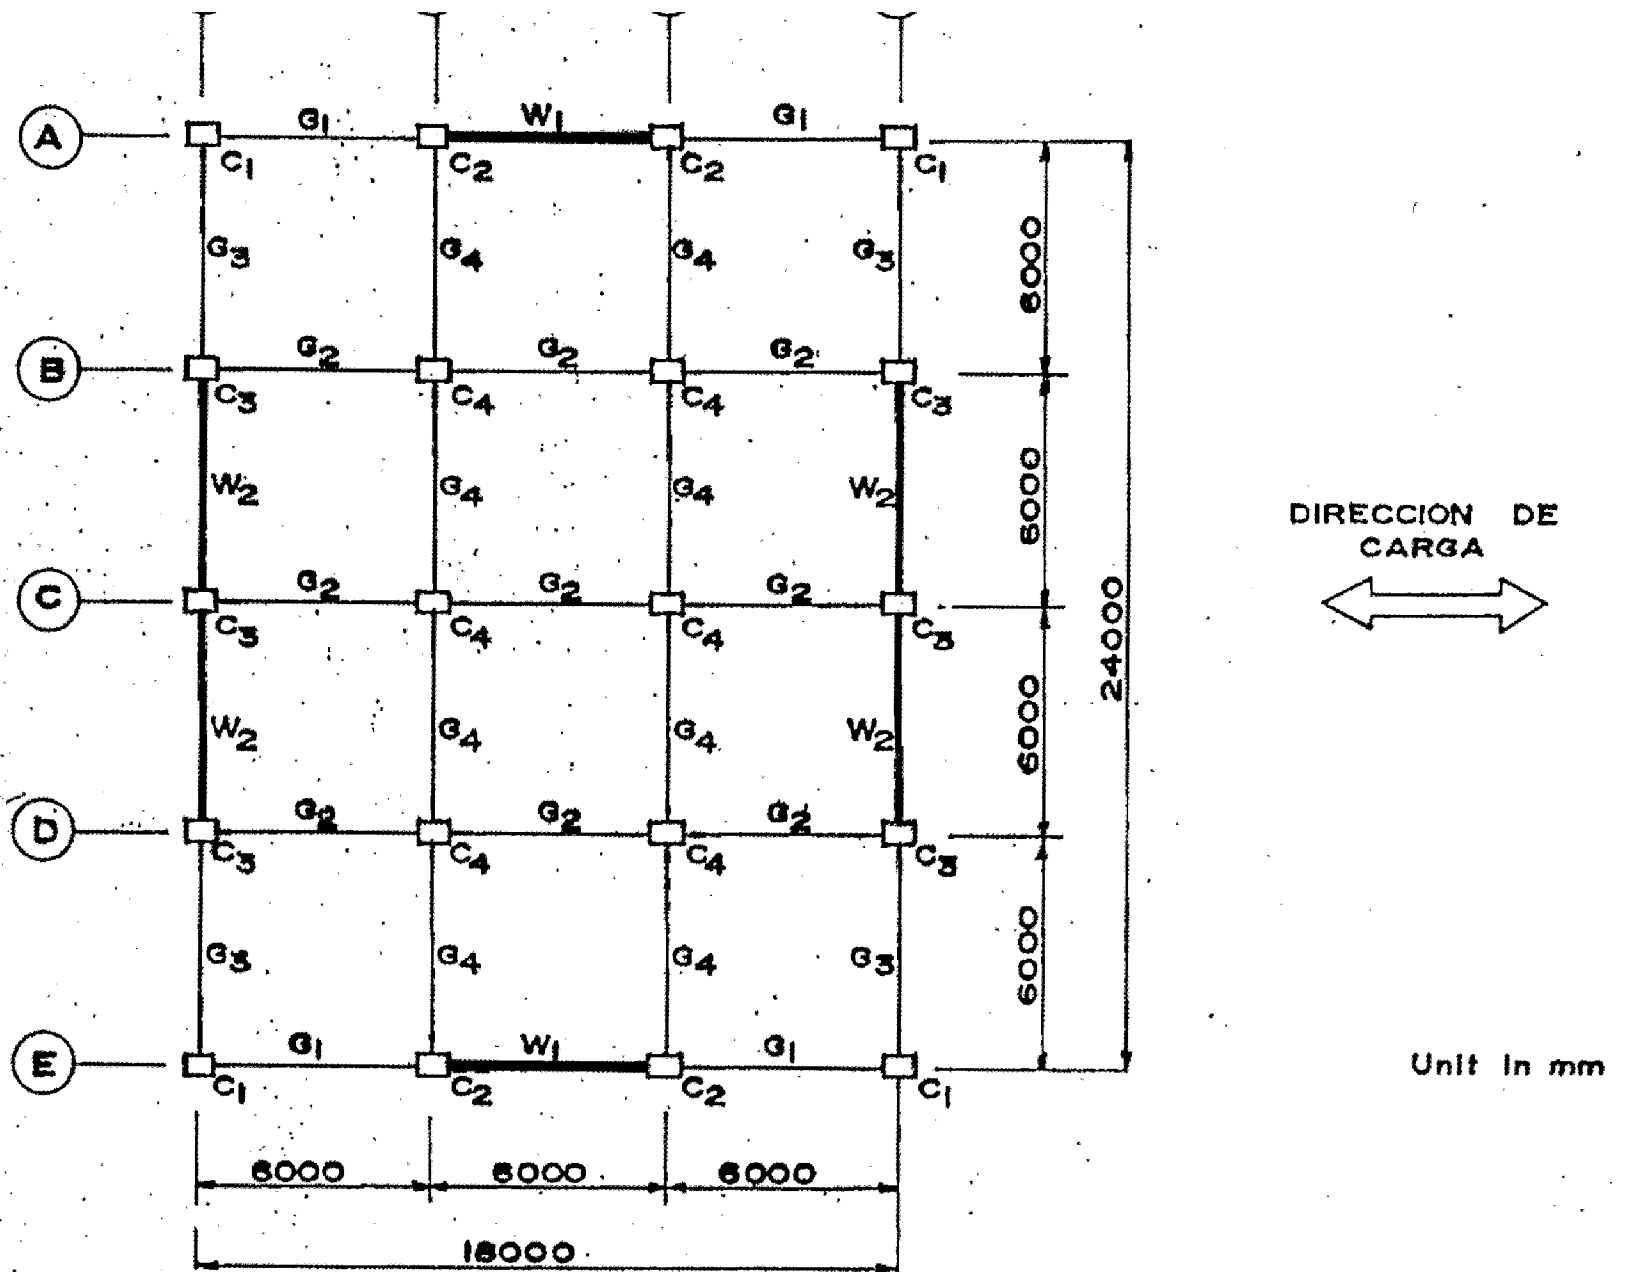 A
G1 W1 G1
C1 C2 C2 C1
G3 G4 G4 G3
6000
B
G2 G2 G2
C3 C4 C4 C3
W2 G4 G4 W2
6000
DIRECCION DE
CARGA
C
G2 G2 G2
C3 C4 C4 C3
24000
W2 G4 G4 W2
6000
D
G2 G2 G2
C3 C4 C4 C3
G3 G4 G4 G3
6000
E
G1 W1 G1
C1 C2 C2 C1
Unit in mm
6000 6000 6000
18000